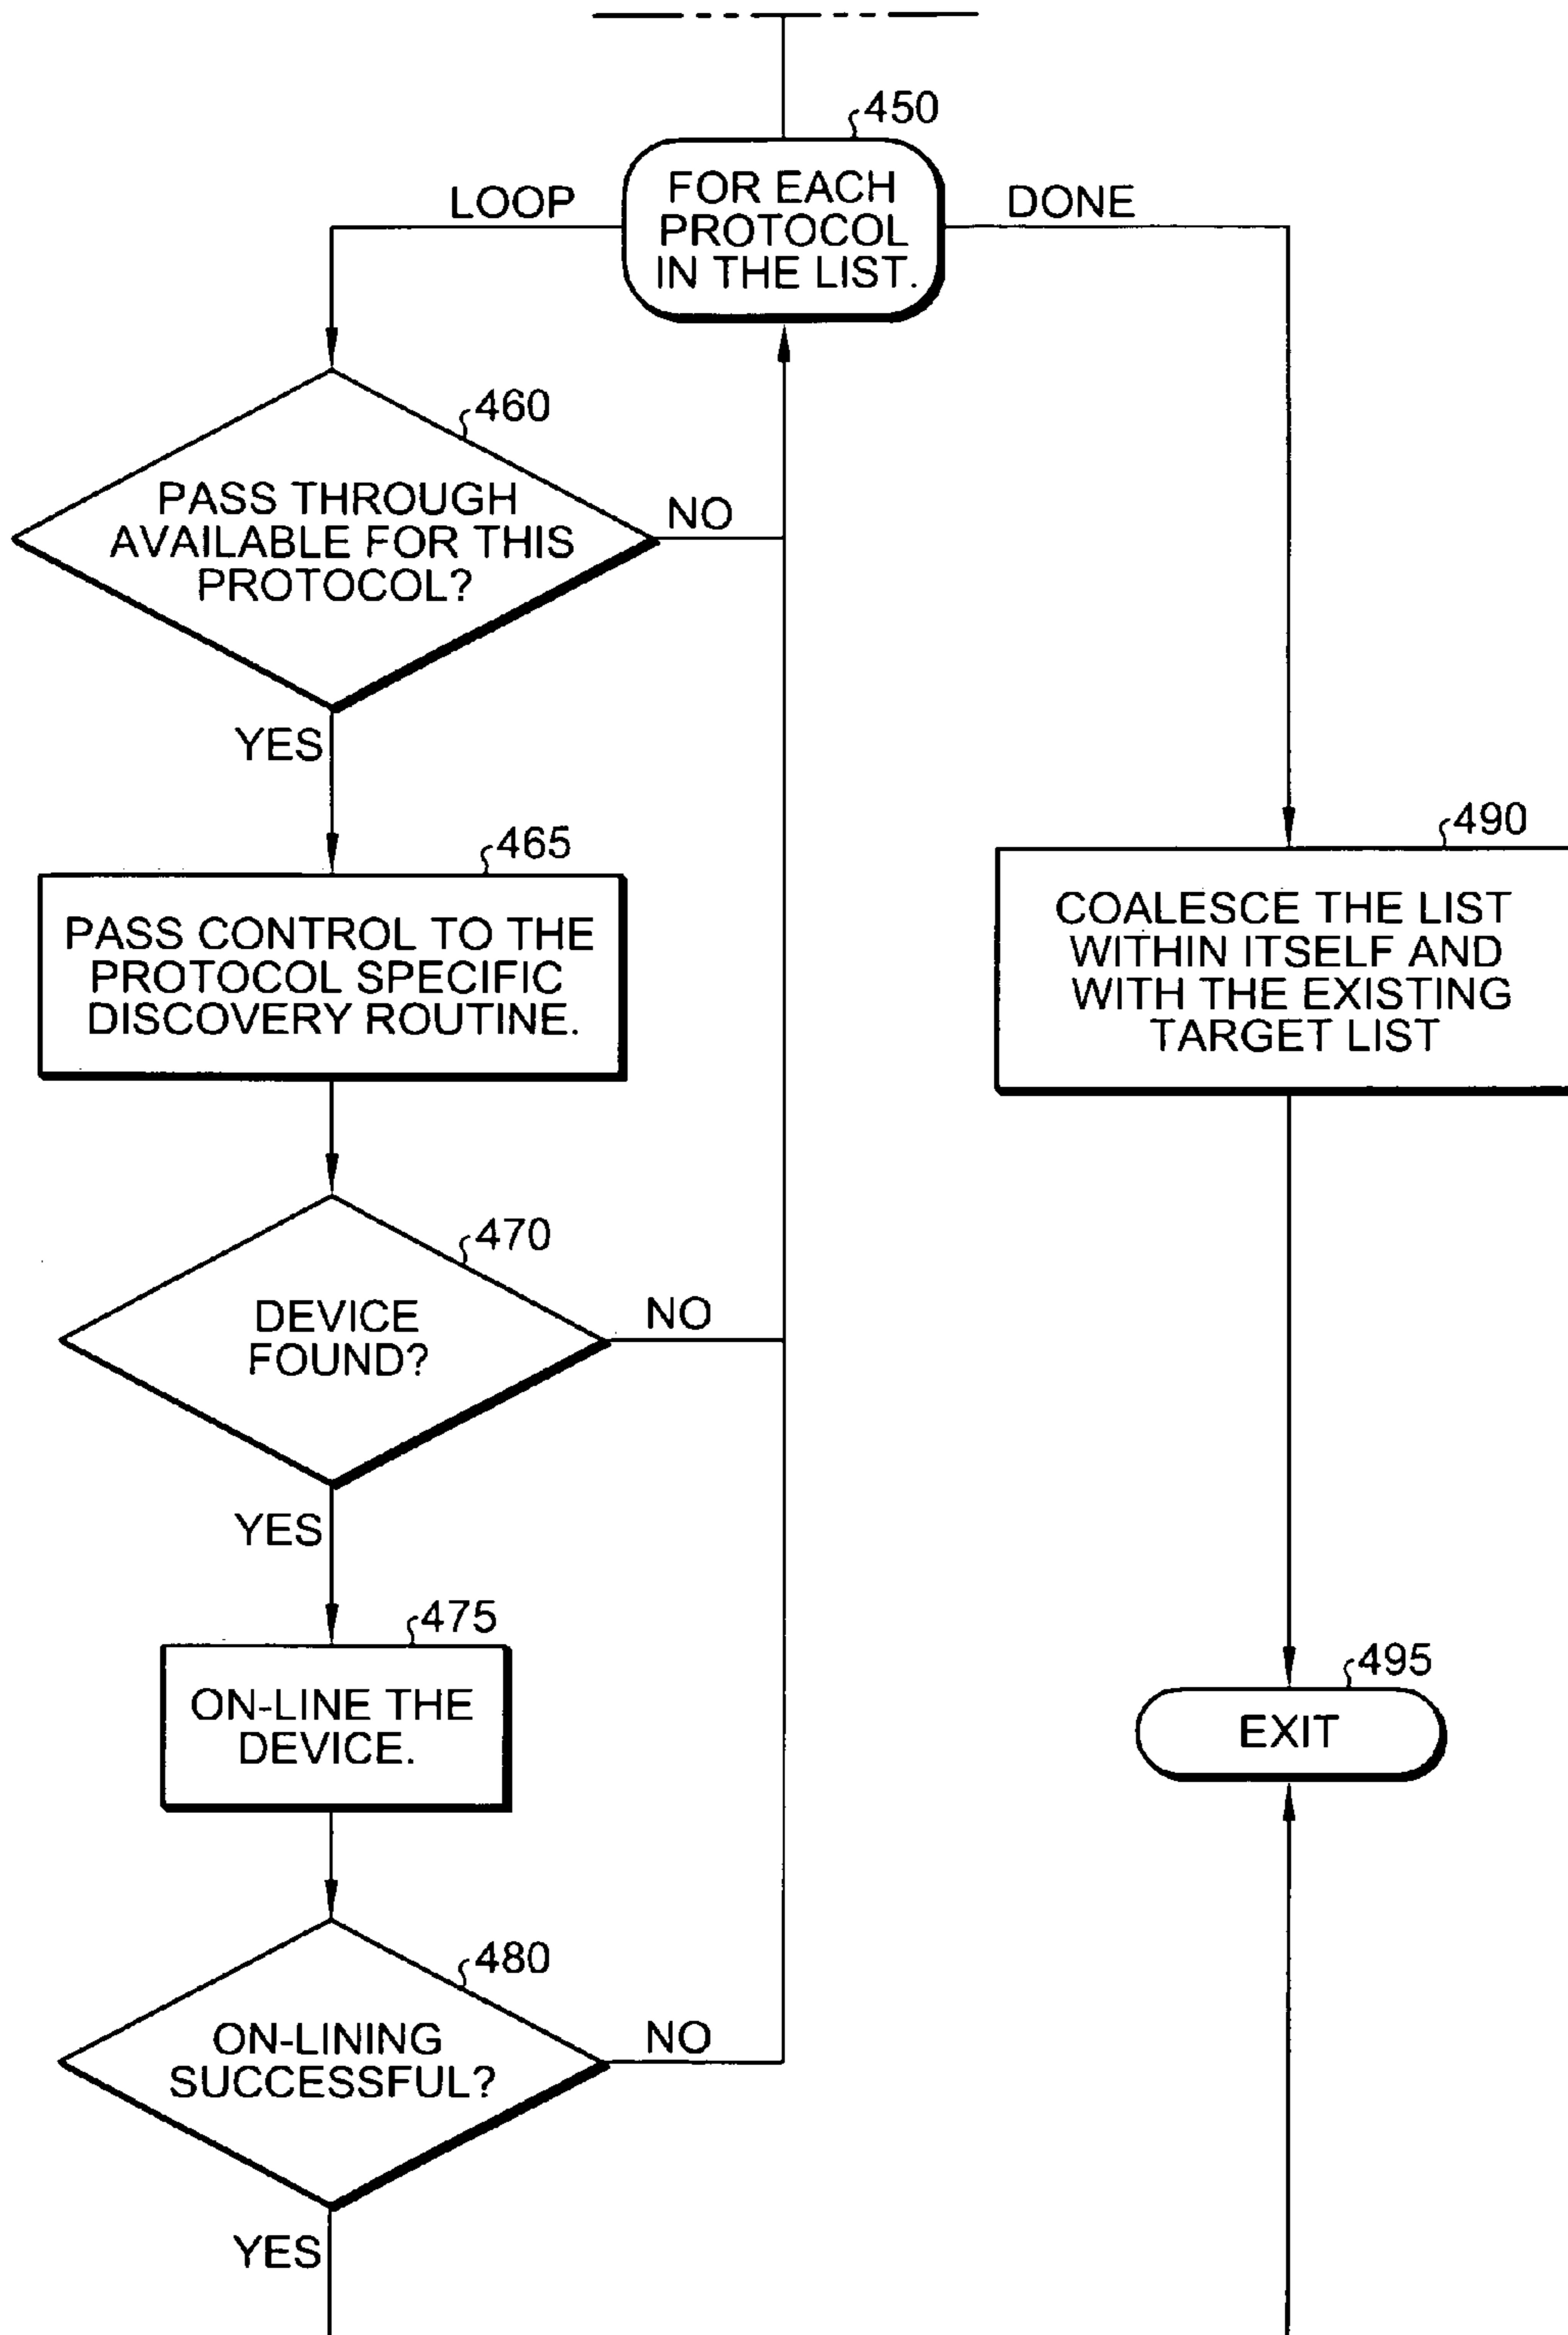 450
FOR EACH
PROTOCOL
IN THE LIST.
LOOP
DONE
460
PASS THROUGH
AVAILABLE FOR THIS
PROTOCOL?
NO
YES
465
PASS CONTROL TO THE
PROTOCOL SPECIFIC
DISCOVERY ROUTINE.
470
DEVICE
FOUND?
NO
YES
475
ON-LINE THE
DEVICE.
480
ON-LINING
SUCCESSFUL?
NO
YES
490
COALESCE THE LIST
WITHIN ITSELF AND
WITH THE EXISTING
TARGET LIST
495
EXIT